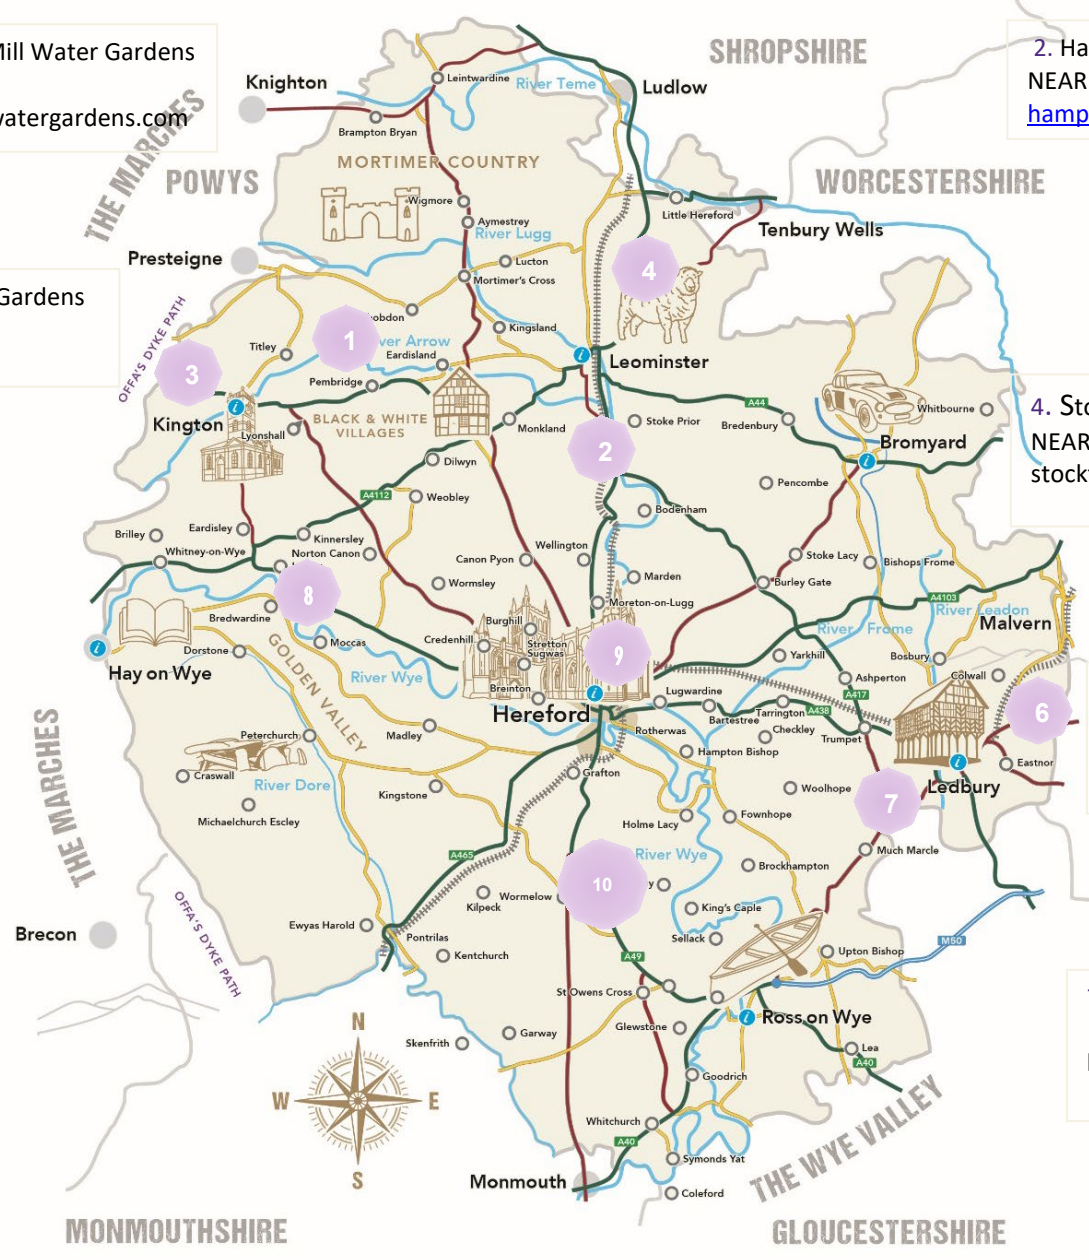 Mill Water Gardens
watergardens.com
2. Ha
NEAR
hamp
SHROPSHIRE
Knighton
Leintwardine
River Teme
Ludlow
Brampton Bryan
THE MARCHES
MORTIMER COUNTRY
POWYS
WORCESTERSHIRE
Wigmore
Little Hereford
Aymestrey
River Lugg
Tenbury Wells
Presteigne
Lucton
4
Mortimer's Cross
Gardens
OFFA'S DYKE PATH
obdon
Kingsland
1
ver Arrow
Titley
Eardisland
Leominster
3
Pembridge
A44
Whitbourne
4. Sto
NEAR
stock
Kington
Lyonshall
BLACK & WHITE
VILLAGES
Monkland
Stoke Prior
Bredenbury
Bromyard
2
Dilwyn
Pencombe
A4112
Weobley
Bodenham
Brilley
Eardisley
Kinnersley
Whitney-on-Wye
Norton Canon
Canon Pyon
Wellington
Stoke Lacy
Bishops Frome
Wormsley
Marden
Burley Gate
8
Moreton-on-Lugg
A4103
River Leadon
Bredwardine
Burghill
Malvern
Moccas
Credenhill
Stretton
Sugwas
River Frome
Dorstone
9
Yarkhill
Bosbury
Hay on Wye
GOLDEN VALLEY
River Wye
Ashperton
Colwall
Breinton
Lugwardine
A417
Hereford
Bartestree
Tarrington
A438
6
Peterchurch
Madley
Rotherwas
Checkley
Trumpet
THE MARCHES
Hampton Bishop
Craswall
River Dore
Grafton
Eastnor
Kingstone
Woolhope
Ledbury
Michaelchurch Escley
7
Holme Lacy
Fownhope
A465
River Wye
Much Marcle
Brockhampton
10
y
Kilpeck
Wormelow
King's Caple
OFFA'S DYKE PATH
Ewyas Harold
Brecon
Pontrilas
Sellack
M50
Kentchurch
A49
Upton Bishop
St Owens Cross
Ross on Wye
N
Garway
Glewstone
Skenfrith
Lea
A40
W
E
Goodrich
Whitchurch
A40
S
Symonds Yat
THE WYE VALLEY
Monmouth
Coleford
MONMOUTHSHIRE
GLOUCESTERSHIRE